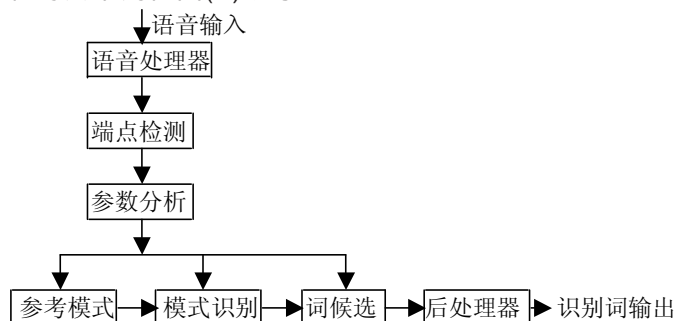 语音输入
语音处理器
端点检测
参数分析
参考模式 模式识别 词候选 后处理器 识别词输出